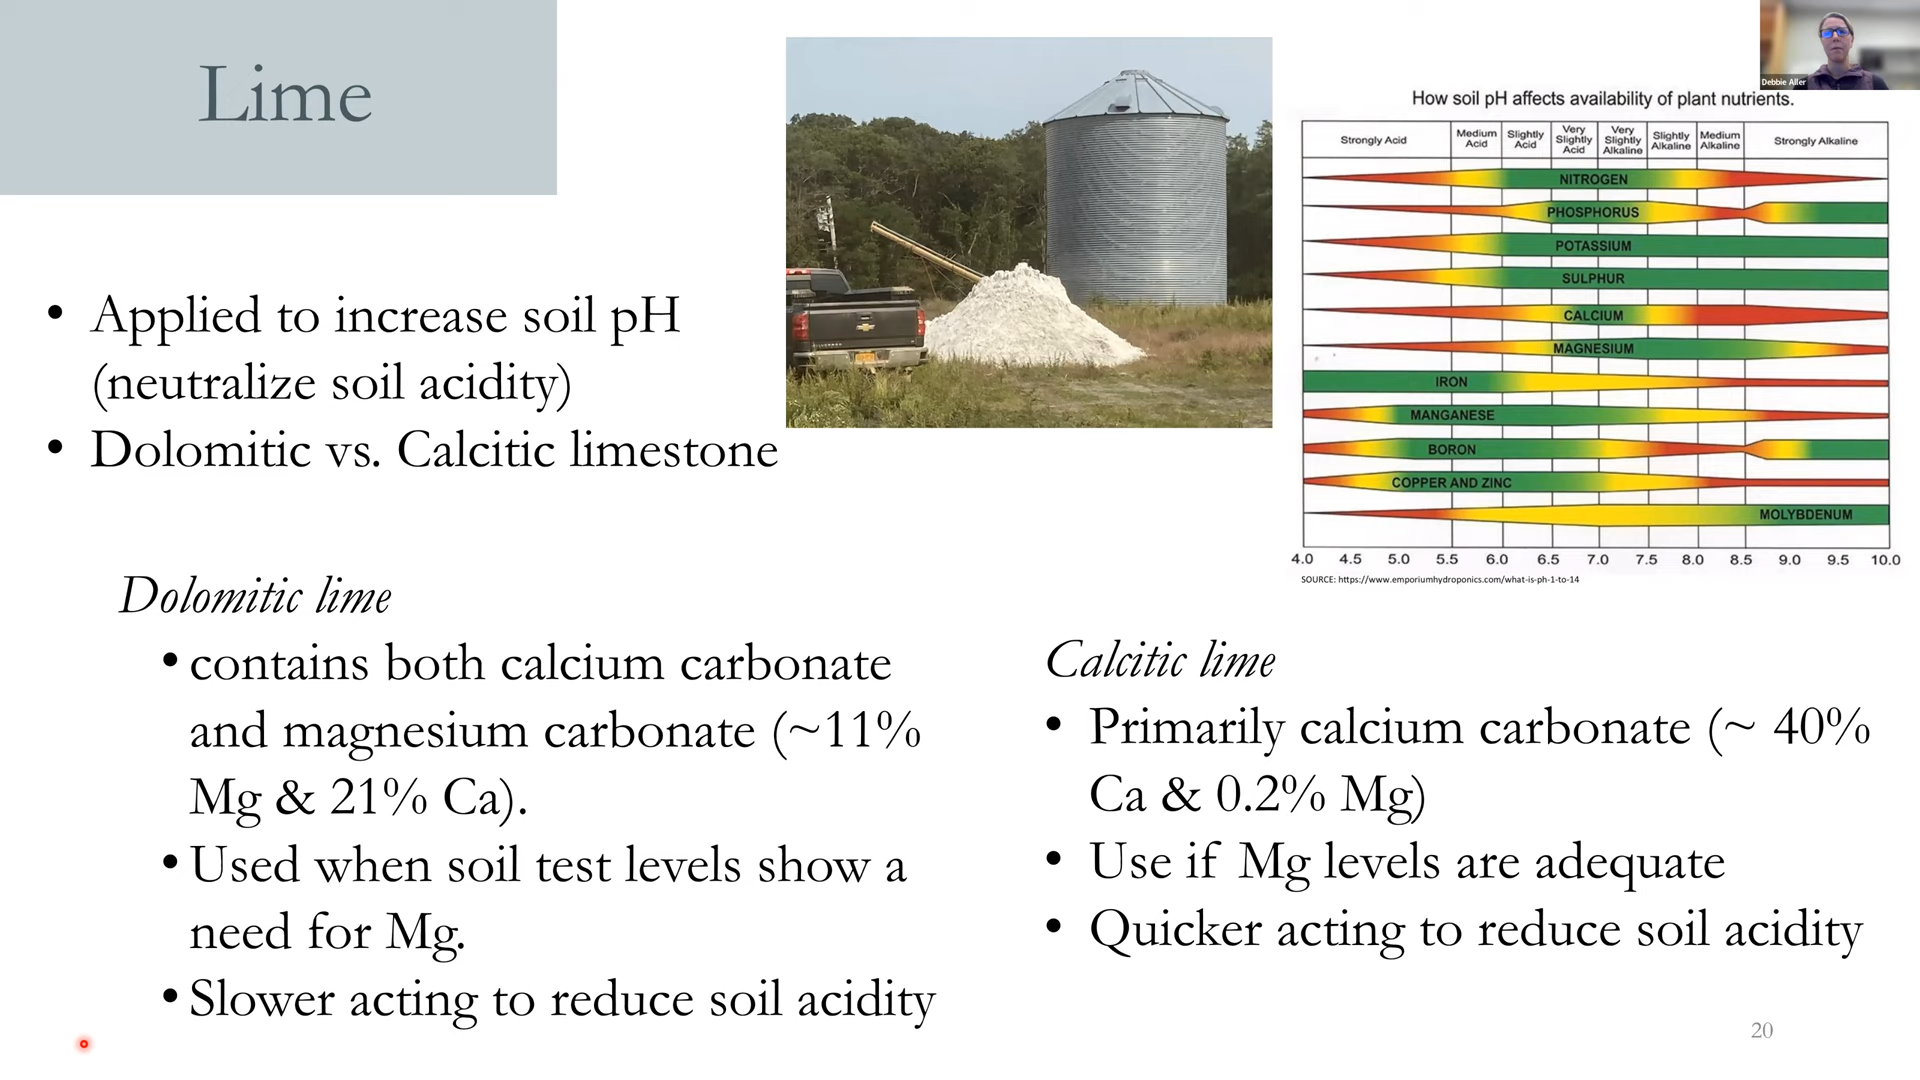 Lime
Debbie Aller
• Applied to increase soil pH
(neutralize soil acidity)
• Dolomitic vs. Calcitic limestone
How soil pH affects availability of plant nutrients.
Strongly Acid
Medium Acid
Slightly Acid
Very Slightly Acid
Very Slightly Alkaline
Slightly Alkaline
Medium Alkaline
Strongly Alkaline
NITROGEN
PHOSPHORUS
POTASSIUM
SULPHUR
CALCIUM
MAGNESIUM
IRON
MANGANESE
BORON
COPPER AND ZINC
MOLYBDENUM
4.0 4.5 5.0 5.5 6.0 6.5 7.0 7.5 8.0 8.5 9.0 9.5 10.0
SOURCE: https://www.emporiumhydroponics.com/what-is-ph-1-to-14
Dolomitic lime
• contains both calcium carbonate
and magnesium carbonate (~11%
Mg & 21% Ca).
• Used when soil test levels show a
need for Mg.
• Slower acting to reduce soil acidity
Calcitic lime
• Primarily calcium carbonate (~ 40%
Ca & 0.2% Mg)
• Use if Mg levels are adequate
• Quicker acting to reduce soil acidity
20